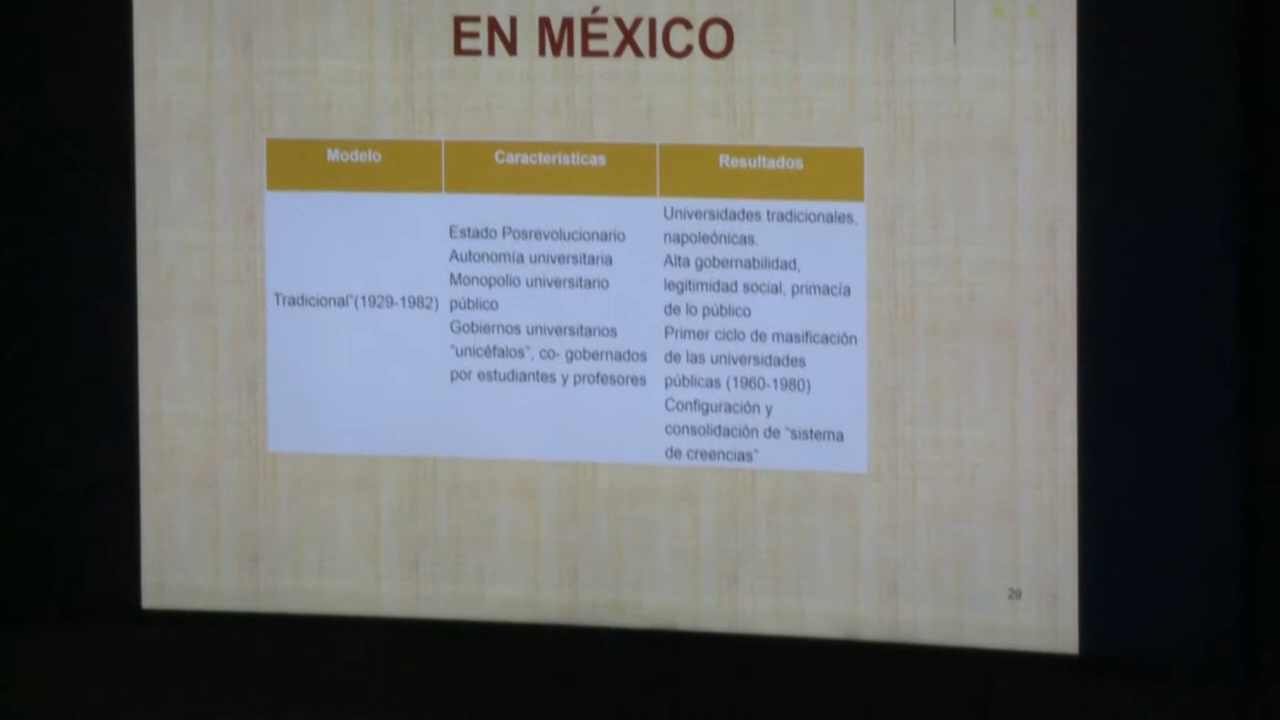 EN MÉXICO
Modelo
Características
Resultados
Tradicional"(1929-1982)
Estado Posrevolucionario
Autonomía universitaria
Monopolio universitario
público
Gobiernos universitarios
"unicéfalos", co- gobernados
por estudiantes y profesores
Universidades tradicionales,
napoleónicas.
Alta gobernabilidad,
legitimidad social, primacía
de lo público
Primer ciclo de masificación
de las universidades
públicas (1960-1980)
Configuración y
consolidación de "sistema
de creencias"
29